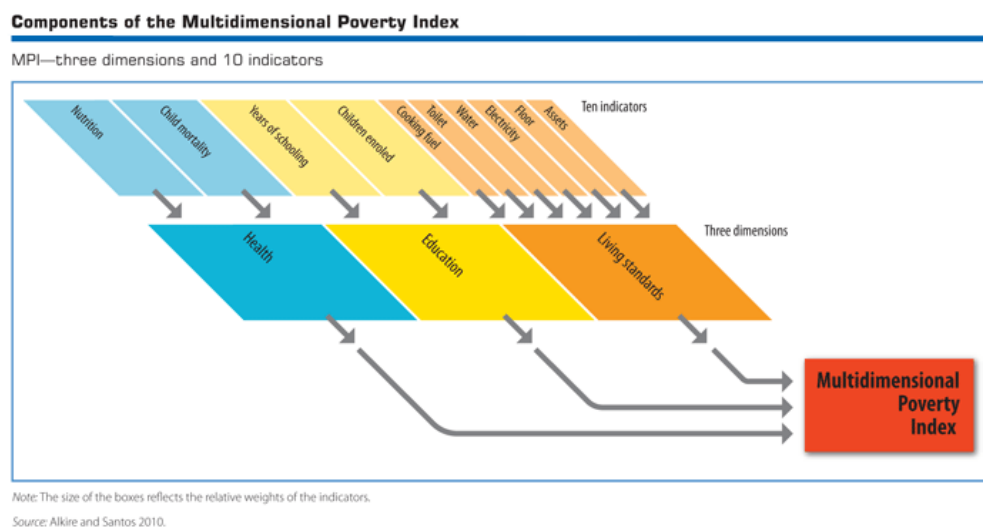 Components of the Multidimensional Poverty Index
MPI—three dimensions and 10 indicators
Nutrition
Child mortality
Years of schooling
Children enroled
Cooking fuel
Toilet
Water
Electricity
Floor
Assets
Ten indicators
Health
Education
Living standards
Three dimensions
Multidimensional
Poverty
Index
Note: The size of the boxes reflects the relative weights of the indicators.
Source: Alkire and Santos 2010.